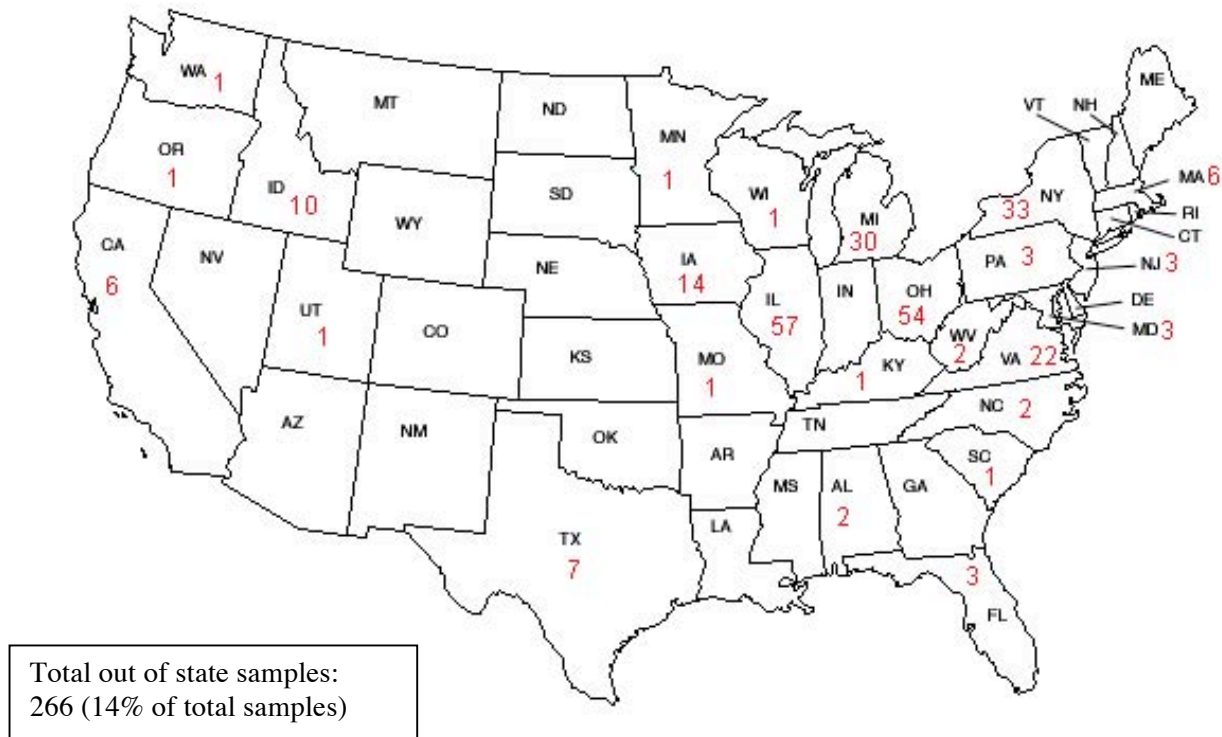 WA 1
MT
ND
MN
1
ME
VT
NH
OR
1
ID
10
SD
WI
1
MI
30
NY
33
MA 6
RI
CT
WY
CA
6
NV
UT
1
CO
NE
IA
14
IL
57
IN
OH
54
PA 3
NJ 3
DE
MD 3
WV
2
VA 22
KS
MO
1
KY
1
AZ
NM
OK
AR
TN
NC 2
SC
1
MS
AL
2
GA
LA
TX
7
3
FL
Total out of state samples:
266 (14% of total samples)